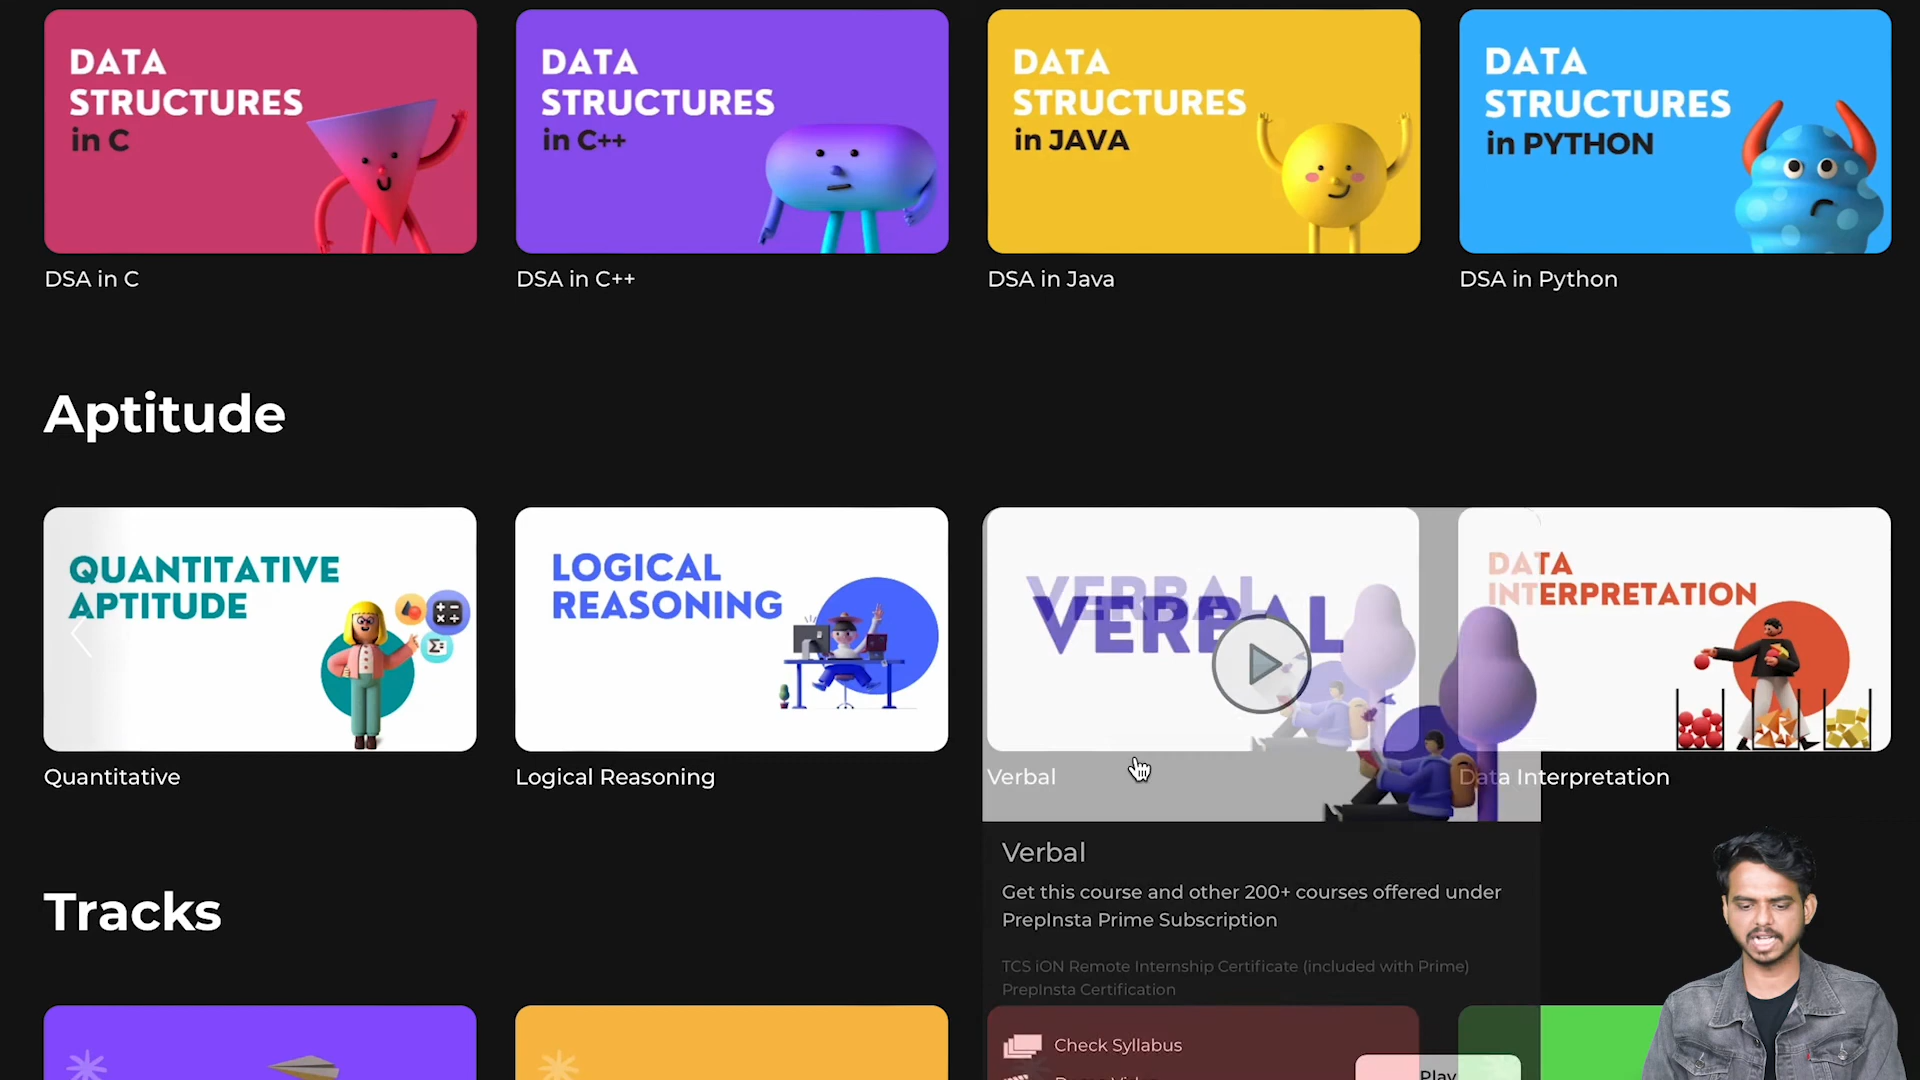 DATA
STRUCTURES
in C
DATA
STRUCTURES
in C++
DATA
STRUCTURES
in JAVA
DATA
STRUCTURES
in PYTHON
DSA in C
DSA in C++
DSA in Java
DSA in Python
Aptitude
QUANTITATIVE
APTITUDE
LOGICAL
REASONING
VERBAL
VERBAL
DATA
INTERPRETATION
Quantitative
Logical Reasoning
Verbal
Data Interpretation
Verbal
Get this course and other 200+ courses offered under
PrepInsta Prime Subscription
TCS iON Remote Internship Certificate (included with Prime)
PrepInsta Certification
Tracks
Check Syllabus
Play